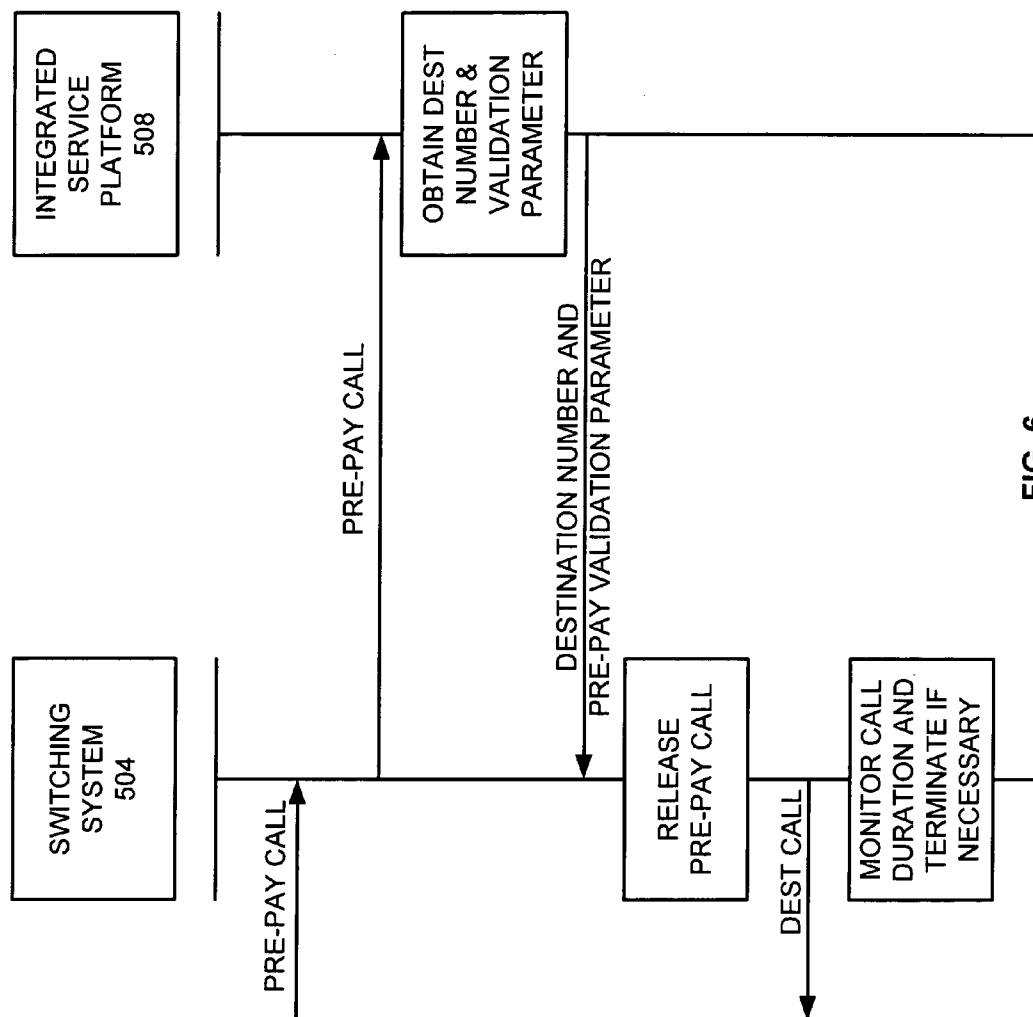 SWITCHING
SYSTEM
504
INTEGRATED
SERVICE
PLATFORM
508
PRE-PAY CALL
PRE-PAY CALL
OBTAIN DEST
NUMBER &
VALIDATION
PARAMETER
DESTINATION NUMBER AND
PRE-PAY VALIDATION PARAMETER
RELEASE
PRE-PAY CALL
DEST CALL
MONITOR CALL
DURATION AND
TERMINATE IF
NECESSARY
FIG. 6